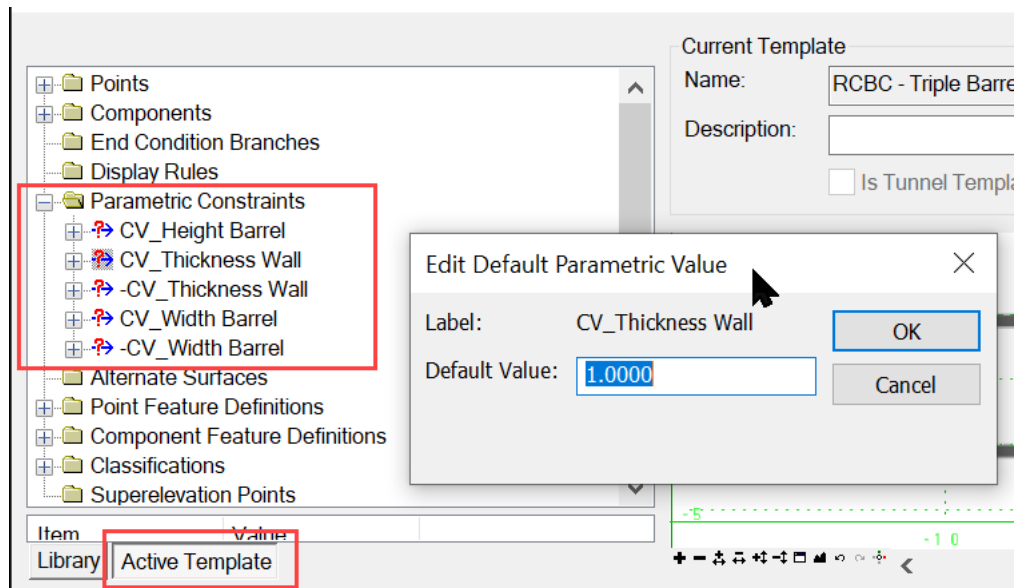 Points
Components
End Condition Branches
Display Rules
Parametric Constraints
CV_Height Barrel
CV_Thickness Wall
-CV_Thickness Wall
CV_Width Barrel
-CV_Width Barrel
Alternate Surfaces
Point Feature Definitions
Component Feature Definitions
Classifications
Superelevation Points
Item Value
Library Active Template
Current Template
Name: RCBC - Triple Barre
Description:
Is Tunnel Templa
Edit Default Parametric Value
Label: CV_Thickness Wall
Default Value: 1.0000
OK
Cancel
-5
-10